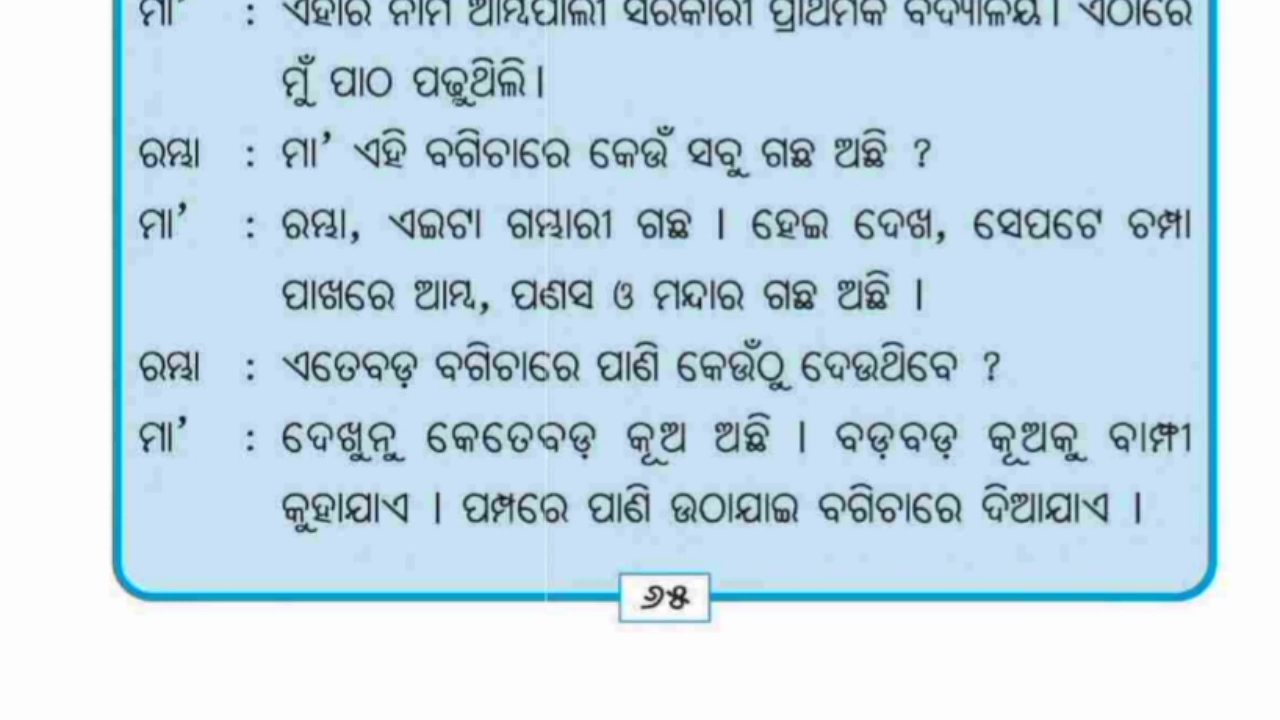 ମା’ : ଏହାର ନାମ ଆମ୍ବପାଲୀ ସରକାରୀ ପ୍ରାଥମିକ ବିଦ୍ୟାଳୟ। ଏଠାରେ
ମୁଁ ପାଠ ପଢ଼ୁଥିଲି।
ରମ୍ଭା : ମା’ ଏହି ବଗିଚାରେ କେଉଁ ସବୁ ଗଛ ଅଛି ?
ମା’ : ରମ୍ଭା, ଏଇଟା ଗମ୍ଭାରୀ ଗଛ । ହେଇ ଦେଖ, ସେପଟେ ଚମ୍ପା
ପାଖରେ ଆମ୍ବ, ପଣସ ଓ ମନ୍ଦାର ଗଛ ଅଛି ।
ରମ୍ଭା : ଏତେବଡ଼ ବଗିଚାରେ ପାଣି କେଉଁଠୁ ଦେଉଥିବେ ?
ମା’ : ଦେଖୁନୁ କେତେବଡ଼ କୂଅ ଅଛି । ବଡ଼ବଡ଼ କୂଅକୁ ବାମ୍ଫୀ
କୁହାଯାଏ । ପମ୍ପରେ ପାଣି ଉଠାଯାଇ ବଗିଚାରେ ଦିଆଯାଏ ।
୬୫